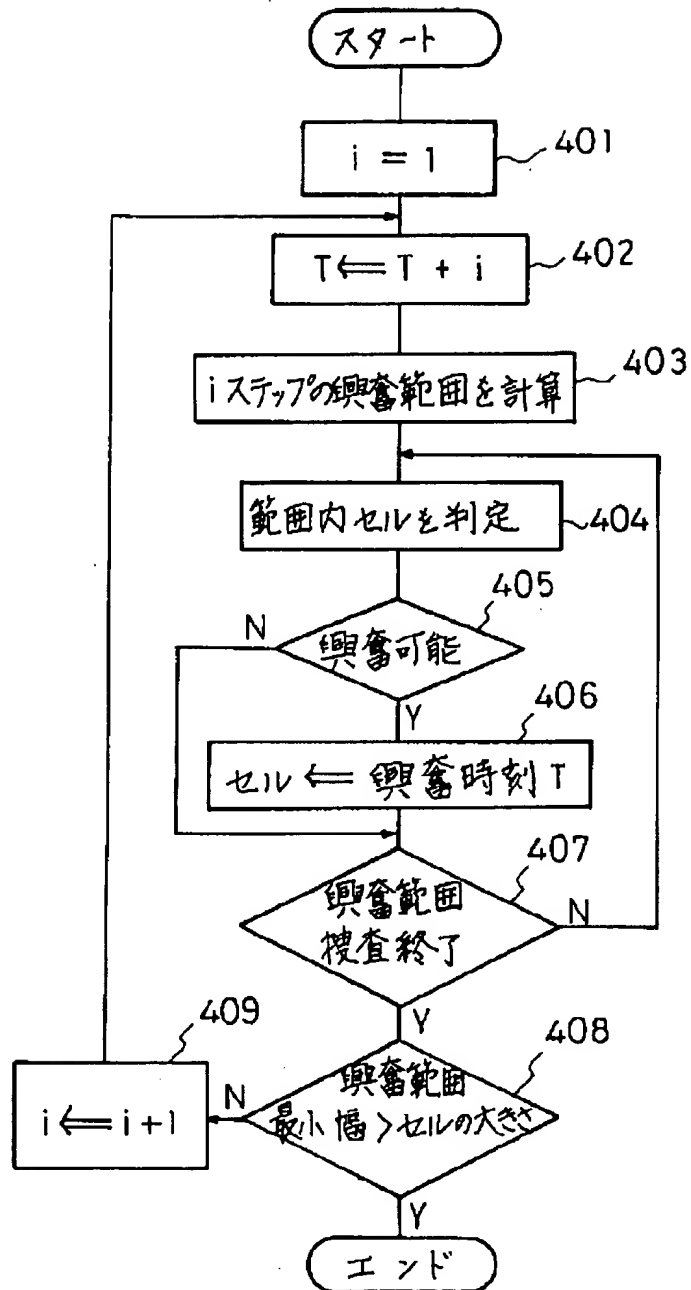 スタート
i = 1
401
T ⇐ T + i
402
iステップの興奮範囲を計算
403
範囲内セルを判定
404
405
N
興奮可能
Y
406
セル ⇐ 興奮時刻 T
407
興奮範囲
捜査終了
N
Y
409
408
i ⇐ i+1
N
興奮範囲
最小幅 > セルの大きさ
Y
エンド